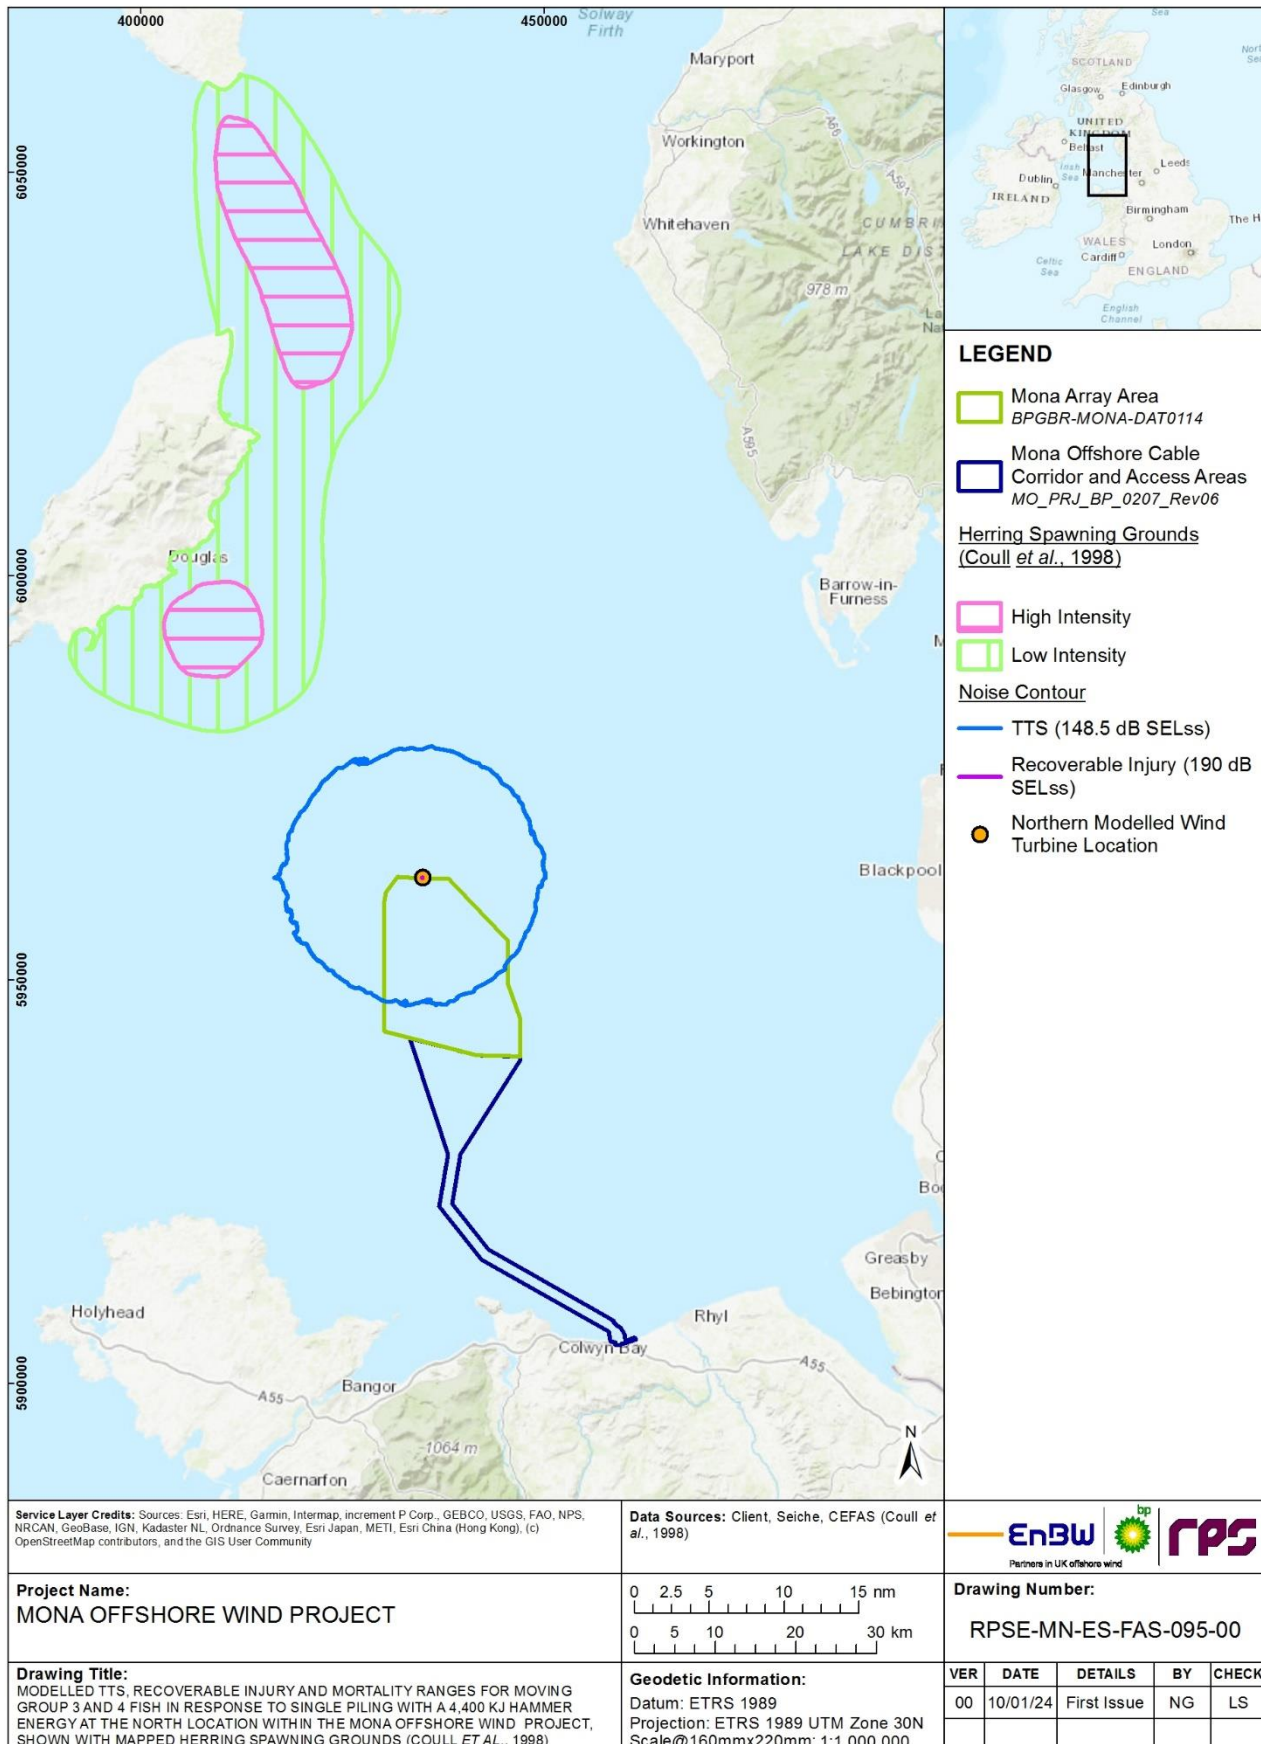 400000
450000
Solway
Firth
Maryport
Workington
Whitehaven
A66
A591
CUMBRI
LAKE DIS
978 m
La
Nat
A595
6050000
6000000
5950000
5900000
Douglas
Barrow-in-
Furness
M
Blackpool
Greasby
Bebington
Boo
Rhyl
Colwyn Bay
A55
Holyhead
A55
Bangor
1064 m
Caernarfon
N
Sea
Nort
Se
SCOTLAND
Glasgow
Edinburgh
UNITED
KINGDOM
Belfast
Irish
Sea
Leeds
Dublin
Manchester
IRELAND
Birmingham
The H
WALES
London
Cardiff
Celtic
Sea
ENGLAND
English
Channel
LEGEND
Mona Array Area
BPGBR-MONA-DAT0114
Mona Offshore Cable
Corridor and Access Areas
MO_PRJ_BP_0207_Rev06
Herring Spawning Grounds
(Coull et al., 1998)
High Intensity
Low Intensity
Noise Contour
TTS (148.5 dB SELss)
Recoverable Injury (190 dB
SELss)
Northern Modelled Wind
Turbine Location
Service Layer Credits: Sources: Esri, HERE, Garmin, Intermap, increment P Corp., GEBCO, USGS, FAO, NPS,
NRCAN, GeoBase, IGN, Kadaster NL, Ordnance Survey, Esri Japan, METI, Esri China (Hong Kong), (c)
OpenStreetMap contributors, and the GIS User Community
Data Sources: Client, Seiche, CEFAS (Coull et
al., 1998)
EnBW
bp
rps
Partners in UK offshore wind
Project Name:
MONA OFFSHORE WIND PROJECT
0 2.5 5 10 15 nm
0 5 10 20 30 km
Drawing Number:
RPSE-MN-ES-FAS-095-00
Drawing Title:
MODELLED TTS, RECOVERABLE INJURY AND MORTALITY RANGES FOR MOVING
GROUP 3 AND 4 FISH IN RESPONSE TO SINGLE PILING WITH A 4,400 KJ HAMMER
ENERGY AT THE NORTH LOCATION WITHIN THE MONA OFFSHORE WIND PROJECT,
SHOWN WITH MAPPED HERRING SPAWNING GROUNDS (COULL ET AL., 1998)
Geodetic Information:
Datum: ETRS 1989
Projection: ETRS 1989 UTM Zone 30N
Scale@160mmx220mm: 1:1,000,000
VER DATE DETAILS BY CHECK
00 10/01/24 First Issue NG LS